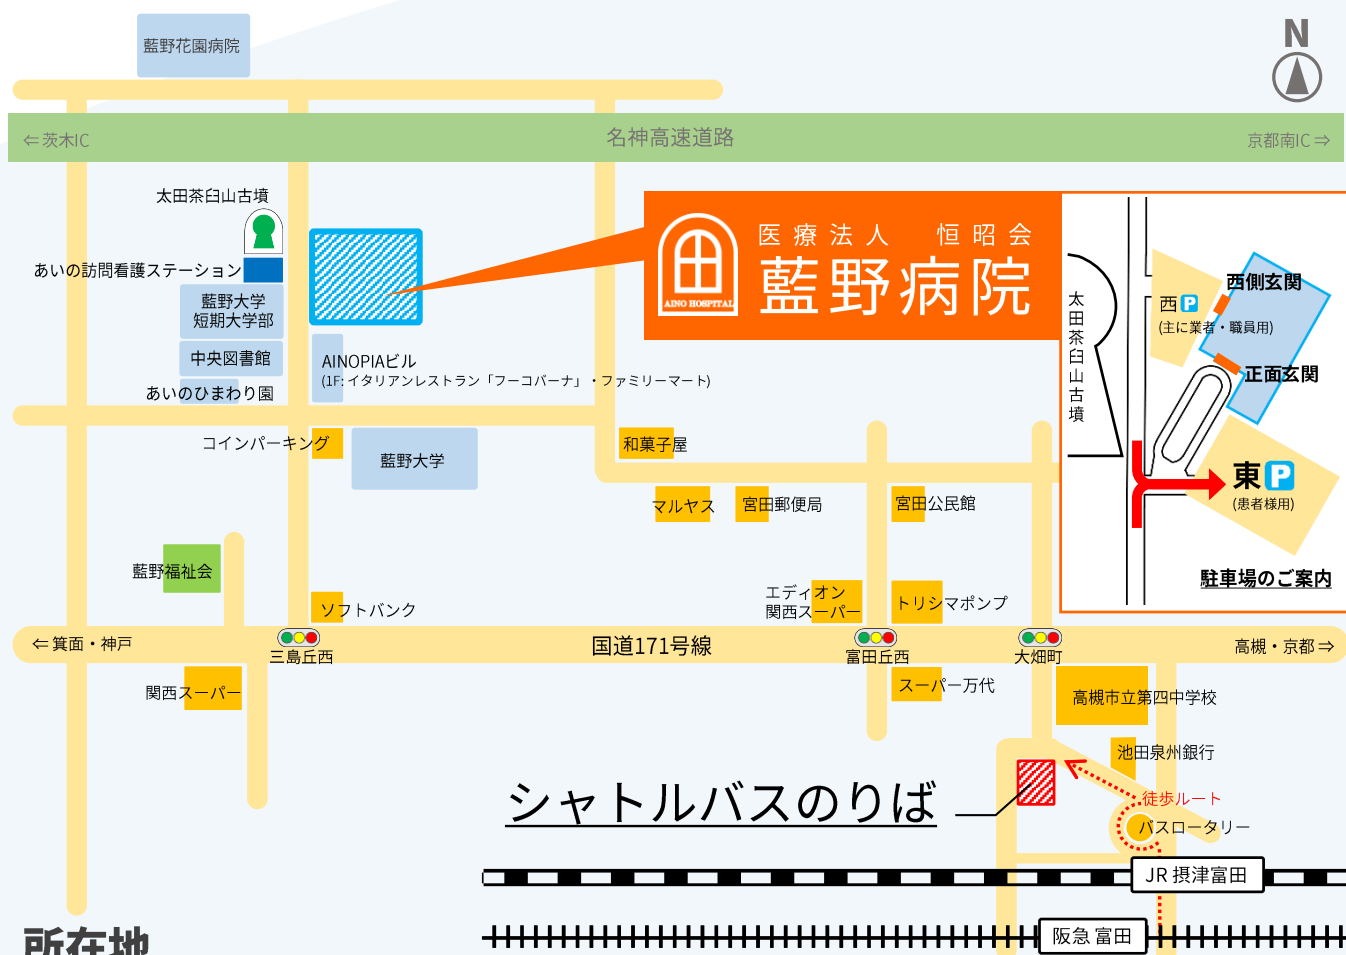 藍野花園病院
N
⇐ 茨木IC
名神高速道路
京都南IC ⇒
太田茶臼山古墳
あいの訪問看護ステーション
藍野大学
短期大学部
中央図書館
あいのひまわり園
AINOPIAビル
(1F: イタリアンレストラン「フーコバーナ」・ファミリーマート)
AINO HOSPITAL
医療法人 恒昭会
藍野病院
太田茶臼山古墳
西P
(主に業者・職員用)
西側玄関
正面玄関
東P
(患者様用)
駐車場のご案内
コインパーキング
藍野大学
和菓子屋
マルヤス
宮田郵便局
宮田公民館
藍野福祉会
ソフトバンク
エディオン
関西スーパー
トリシマポンプ
⇐ 箕面・神戸
三島丘西
国道171号線
富田丘西
大畑町
高槻・京都 ⇒
関西スーパー
スーパー万代
高槻市立第四中学校
池田泉州銀行
シャトルバスのりば
徒歩ルート
バスロータリー
JR 摂津富田
阪急 富田
所在地